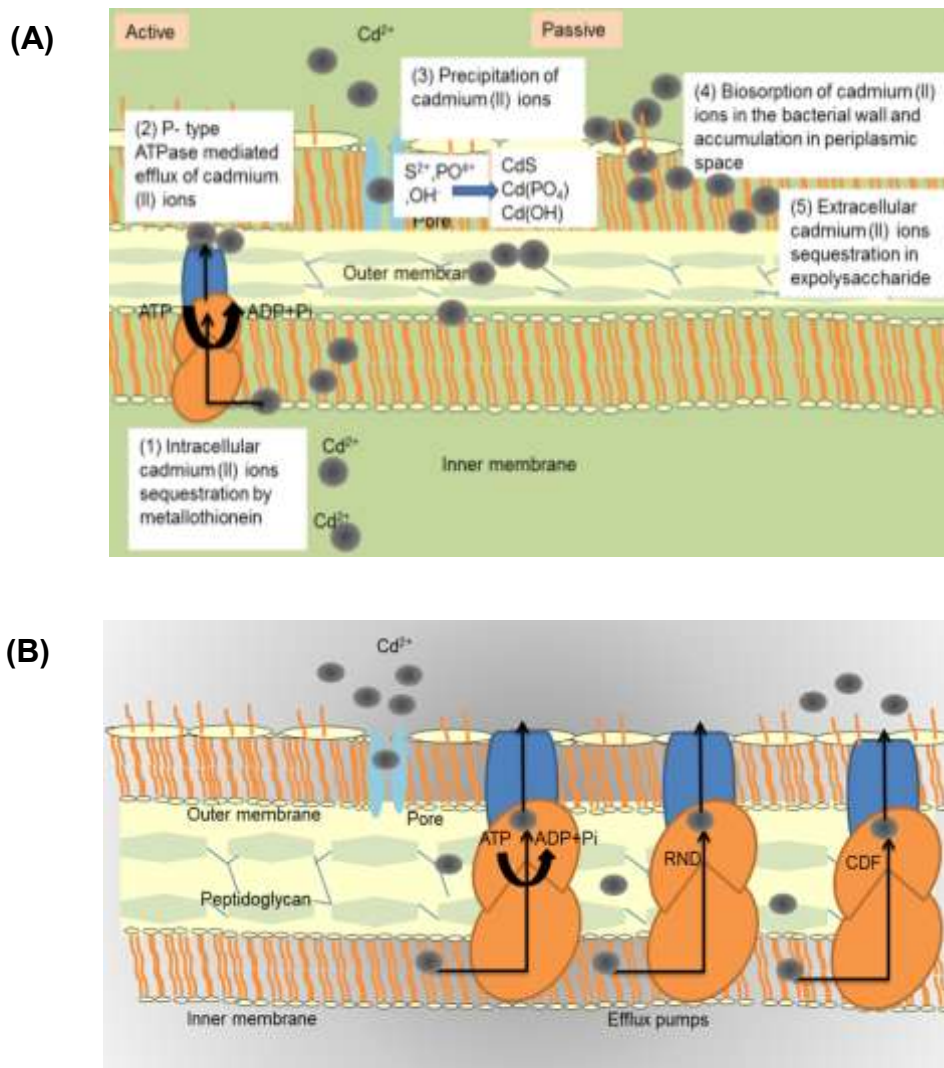 (A)
Active
Cd²⁺
Passive
(3) Precipitation of
cadmium (II) ions
(4) Biosorption of cadmium (II)
ions in the bacterial wall and
accumulation in periplasmic
space
(2) P- type
ATPase mediated
efflux of cadmium
(II) ions
S²⁺,PO⁴⁺
,OH⁻
CdS
Cd(PO₄)
Cd(OH)
Pore
(5) Extracellular
cadmium (II) ions
sequestration in
expolysaccharide
Outer membrane
ATP
ADP+Pi
(1) Intracellular
cadmium (II) ions
sequestration by
metallothionein
Cd²⁺
Inner membrane
Cd²⁺
(B)
Cd²⁺
Outer membrane
Pore
ATP
ADP+Pi
RND
CDF
Peptidoglycan
Inner membrane
Efflux pumps